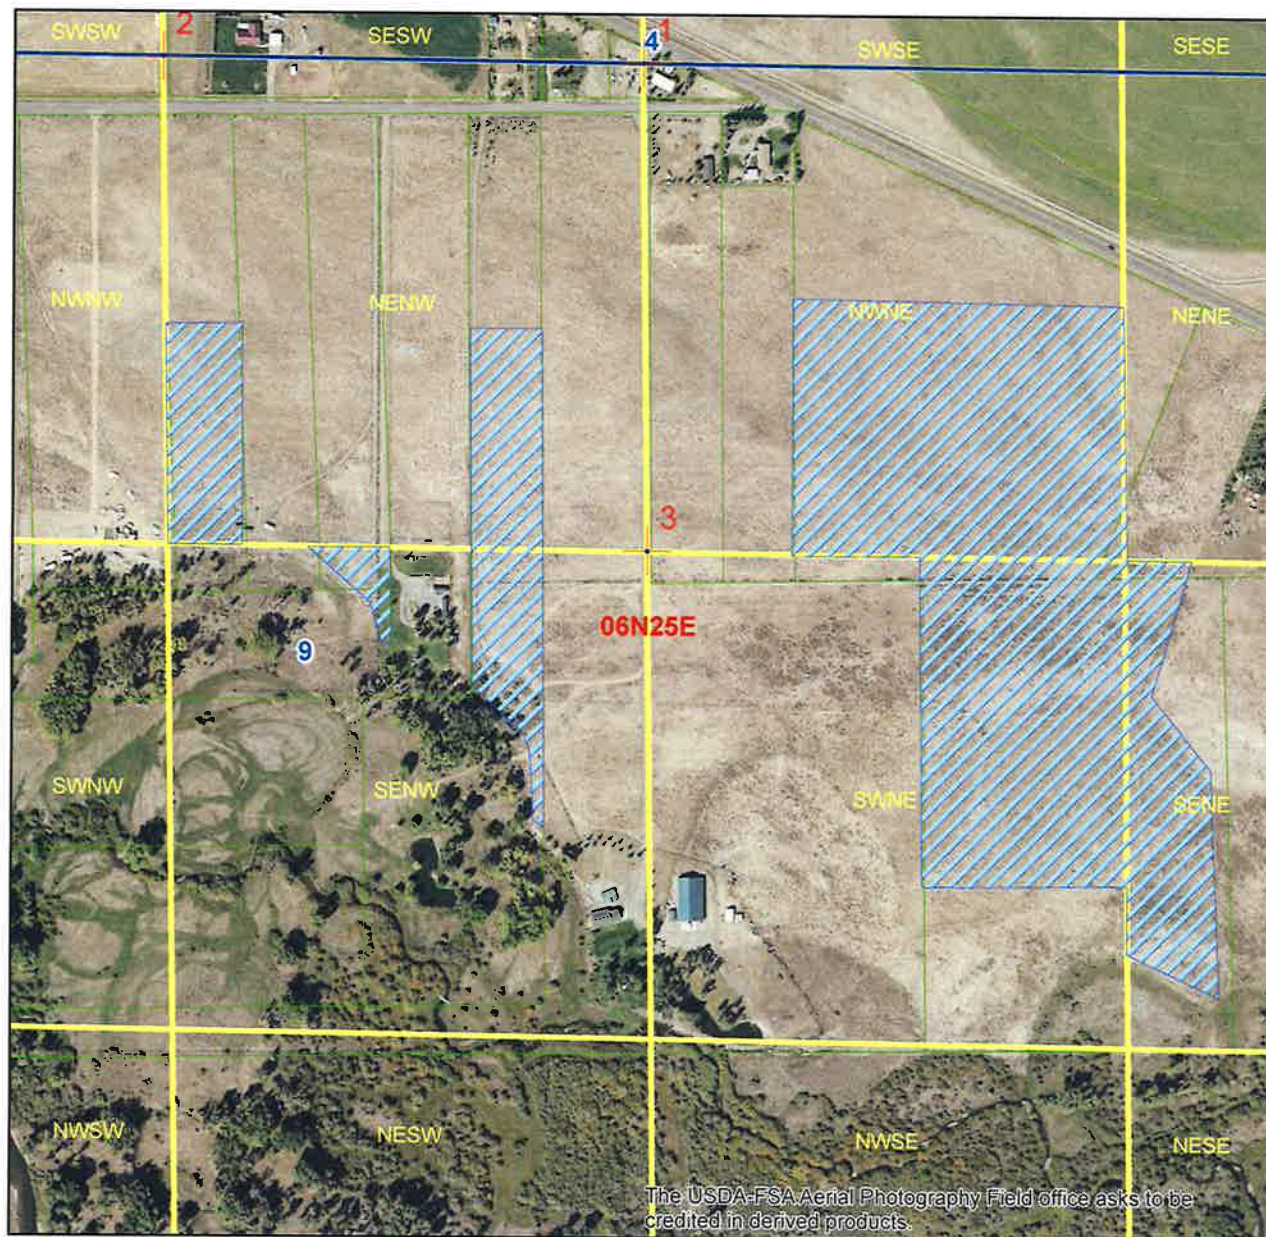 SWSW
2
SESW
4
1
SWSE
SESE
NWNW
NENW
NWNE
NENE
3
06N25E
9
SWNW
SENW
SWNE
SENE
NWSW
NESW
NWSE
NESE
The USDA-FSA Aerial Photography Field office asks to be
credited in derived products.